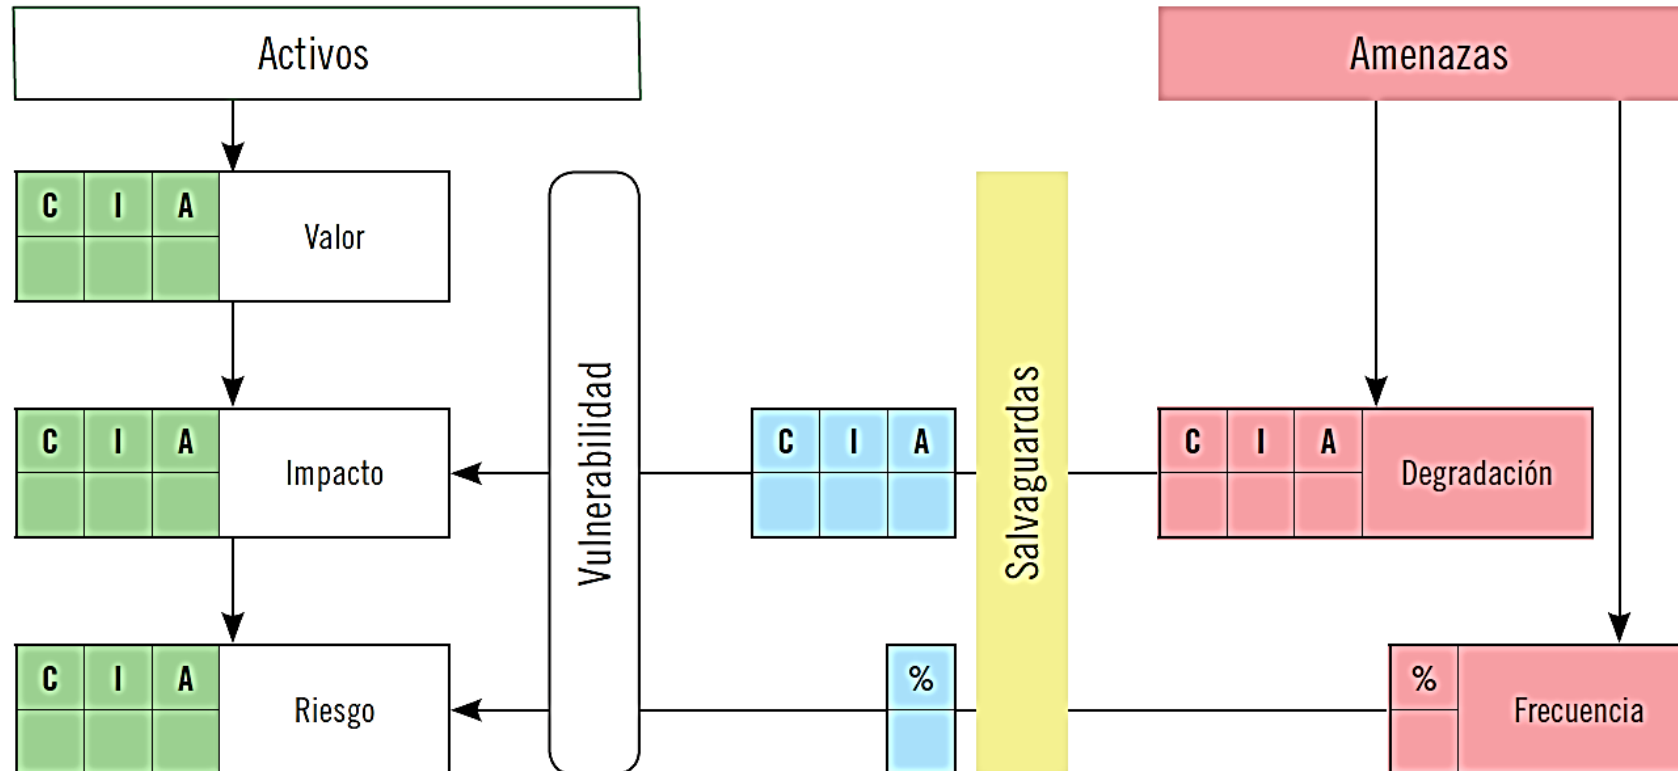 Activos
Amenazas
C I A
Valor
Vulnerabilidad
Salvaguardas
C I A
Impacto
C I A
C I A
Degradación
C I A
Riesgo
%
%
Frecuencia